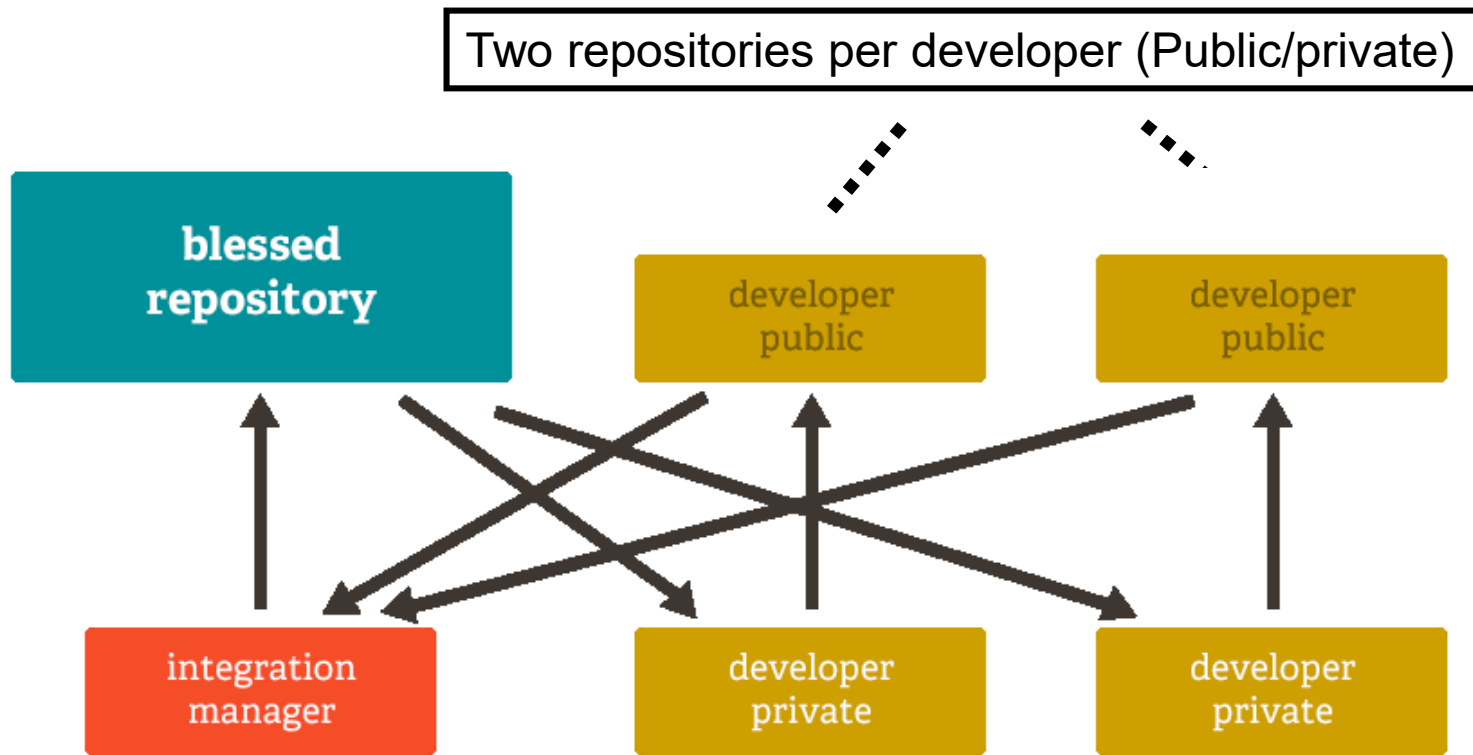 Two repositories per developer (Public/private)
blessed
repository
developer
public
developer
public
integration
manager
developer
private
developer
private